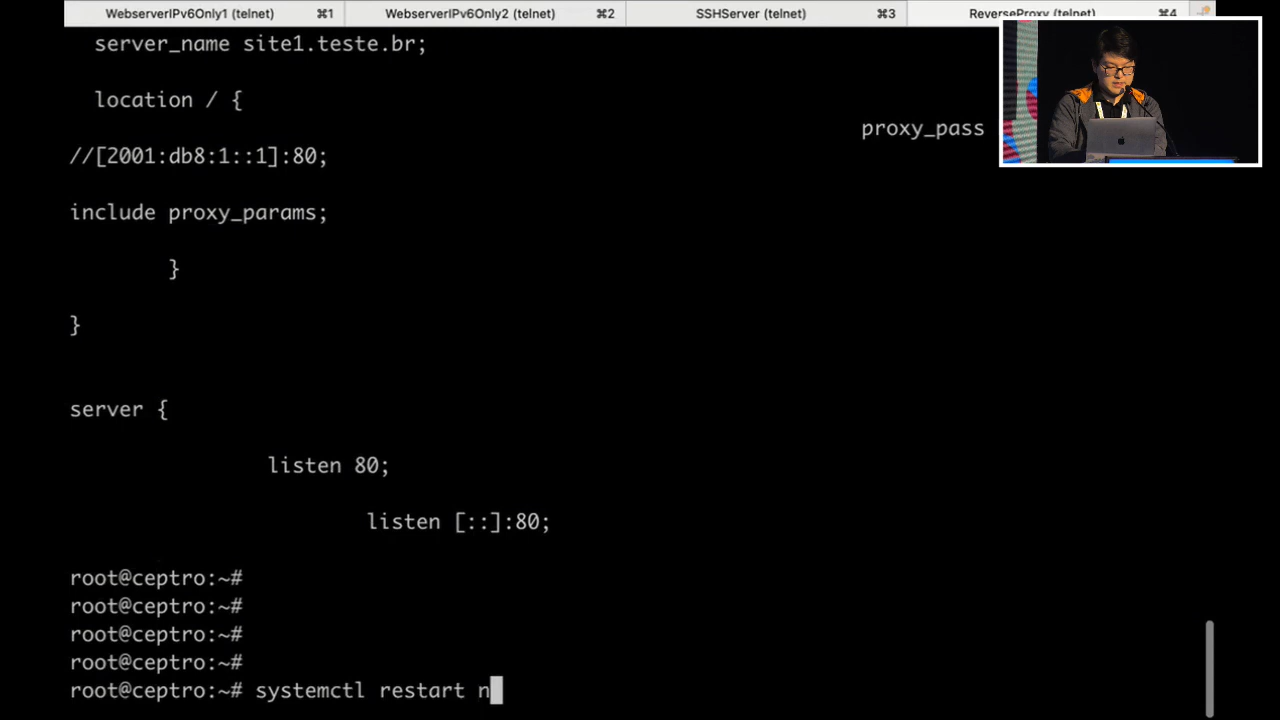 WebserverIPv6Only1 (telnet) ⌘1 WebserverIPv6Only2 (telnet) ⌘2 SSHServer (telnet) ⌘3 ReverseProxy (telnet) ⌘4
server_name site1.teste.br;
location / {
proxy_pass
//[2001:db8:1::1]:80;
include proxy_params;
}
}
server {
listen 80;
listen [::]:80;
root@ceptro:~#
root@ceptro:~#
root@ceptro:~#
root@ceptro:~#
root@ceptro:~# systemctl restart n